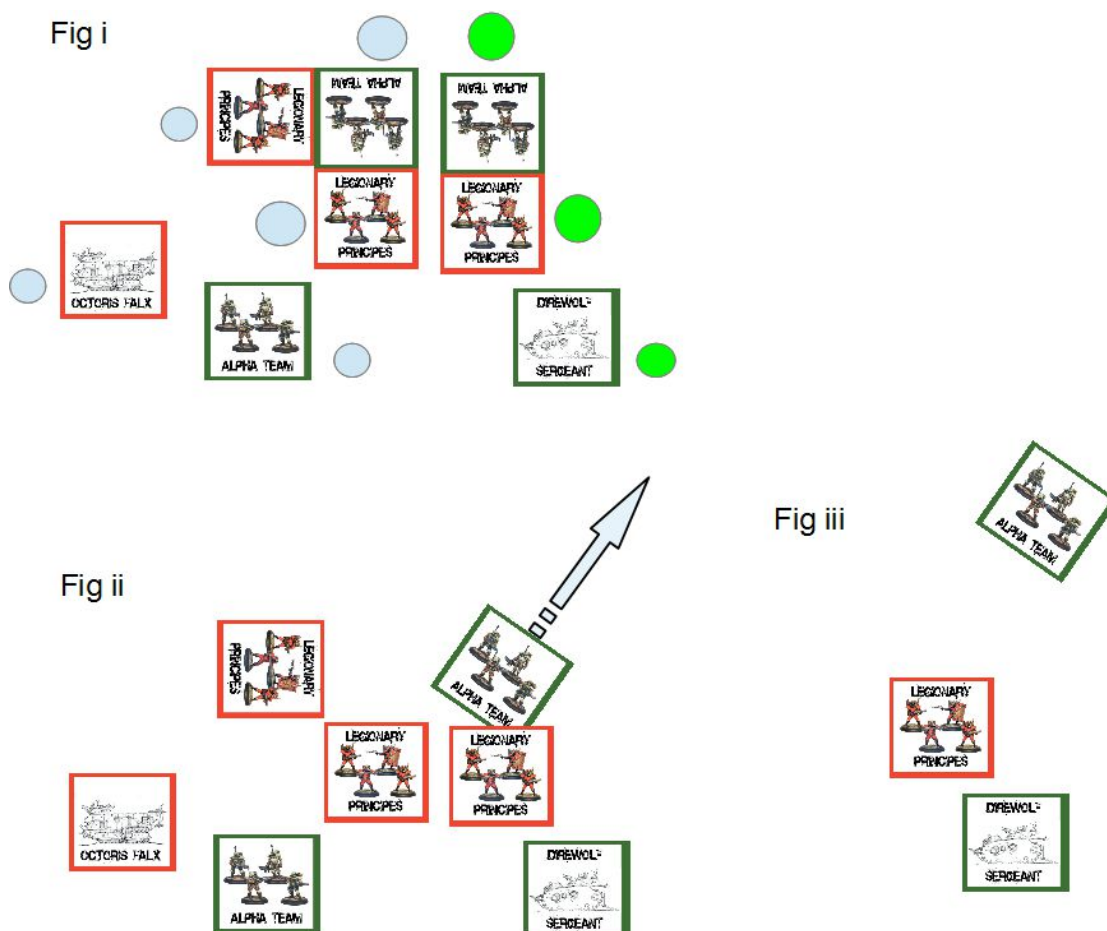 Fig i
LEGIONARY
PRINCIPES
ALPHA TEAM
ALPHA TEAM
LEGIONARY
PRINCIPES
LEGIONARY
PRINCIPES
OCTORIS FALX
ALPHA TEAM
DIREWOLF
SERGEANT
Fig ii
LEGIONARY
PRINCIPES
ALPHA TEAM
LEGIONARY
PRINCIPES
LEGIONARY
PRINCIPES
OCTORIS FALX
ALPHA TEAM
DIREWOLF
SERGEANT
Fig iii
ALPHA TEAM
LEGIONARY
PRINCIPES
DIREWOLF
SERGEANT